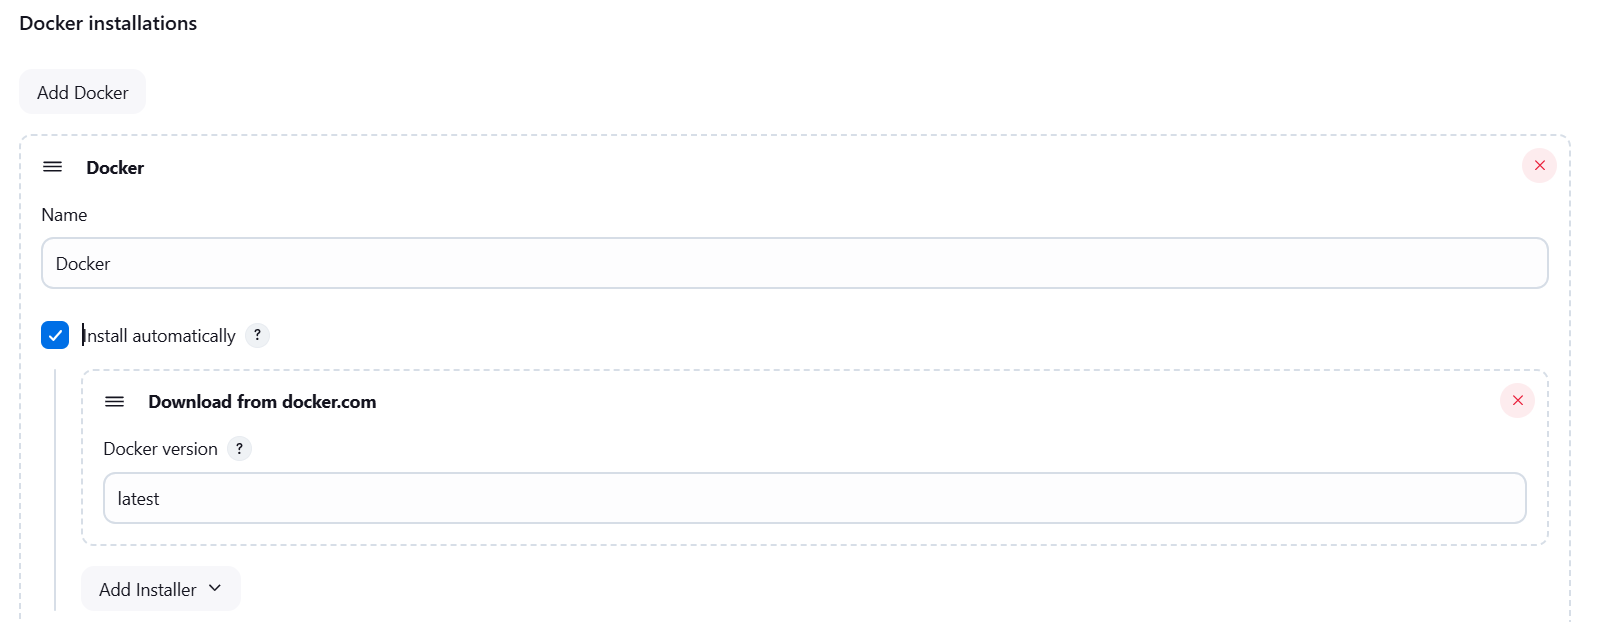 Docker installations
Add Docker
Docker
Name
Docker
Install automatically ?
Download from docker.com
Docker version ?
latest
Add Installer